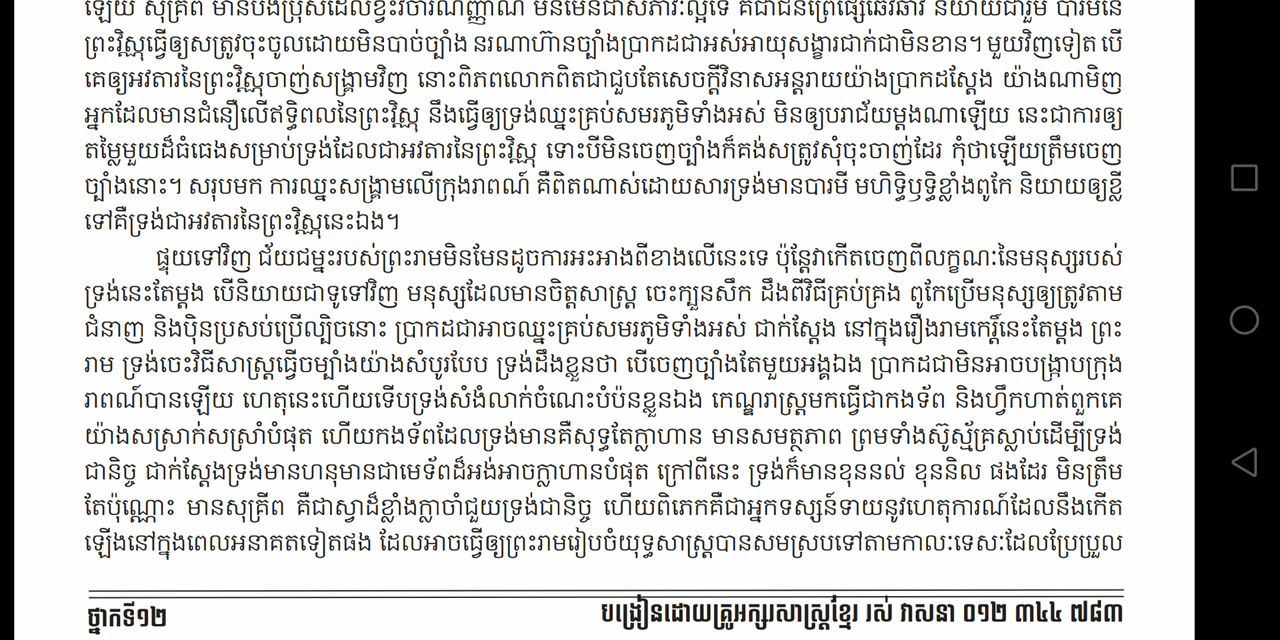 ឡើយ សុគ្រីព មានបងប្រុសដែលខ្វះវិចារណញ្ញាណ មិនមែនជាសភាវៈល្អទេ គឺជាជនព្រៃផ្សៃឆេវឆាវ និយាយជារួម បារមីនៃ
ព្រះវិស្ណុធ្វើឲ្យសត្រូវចុះចូលដោយមិនបាច់ច្បាំង នរណាហ៊ានច្បាំងប្រាកដជាអស់អាយុសង្ខារជាក់ជាមិនខាន។ មួយវិញទៀត បើ
គេឲ្យអវតារនៃព្រះវិស្ណុចាញ់សង្គ្រាមវិញ នោះពិភពលោកពិតជាជួបតែសេចក្ដីវិនាសអន្តរាយយ៉ាងប្រាកដស្ដែង យ៉ាងណាមិញ
អ្នកដែលមានជំនឿលើឥទ្ធិពលនៃព្រះវិស្ណុ នឹងធ្វើឲ្យទ្រង់ឈ្នះគ្រប់សមរភូមិទាំងអស់ មិនឲ្យបរាជ័យម្ដងណាឡើយ នេះជាការឲ្យ
តម្លៃមួយដ៏ធំធេងសម្រាប់ទ្រង់ដែលជាអវតារនៃព្រះវិស្ណុ ទោះបីមិនចេញច្បាំងក៏គង់សត្រូវសុំចុះចាញ់ដែរ កុំថាឡើយត្រឹមចេញ
ច្បាំងនោះ។ សរុបមក ការឈ្នះសង្គ្រាមលើក្រុងរាពណ៍ គឺពិតណាស់ដោយសារទ្រង់មានបារមី មហិទ្ធិឫទ្ធិខ្លាំងពូកែ និយាយឲ្យខ្លី
ទៅគឺទ្រង់ជាអវតារនៃព្រះវិស្ណុនេះឯង។
ផ្ទុយទៅវិញ ជ័យជម្នះរបស់ព្រះរាមមិនមែនដូចការអះអាងពីខាងលើនេះទេ ប៉ុន្តែវាកើតចេញពីលក្ខណៈនៃមនុស្សរបស់
ទ្រង់នេះតែម្ដង បើនិយាយជាទូទៅវិញ មនុស្សដែលមានចិត្តសាស្ត្រ ចេះក្បួនសឹក ដឹងពីវិធីគ្រប់គ្រង ពូកែប្រើមនុស្សឲ្យត្រូវតាម
ជំនាញ និងប៉ិនប្រសប់ប្រើល្បិចនោះ ប្រាកដជាអាចឈ្នះគ្រប់សមរភូមិទាំងអស់ ជាក់ស្ដែង នៅក្នុងរឿងរាមកេរ្តិ៍នេះតែម្ដង ព្រះ
រាម ទ្រង់ចេះវិធីសាស្ត្រធ្វើចម្បាំងយ៉ាងសំបូរបែប ទ្រង់ដឹងខ្លួនថា បើចេញច្បាំងតែមួយអង្គឯង ប្រាកដជាមិនអាចបង្ក្រាបក្រុង
រាពណ៍បានឡើយ ហេតុនេះហើយទើបទ្រង់សំងំលាក់ចំណេះបំប៉នខ្លួនឯង កេណ្ឌរាស្ត្រមកធ្វើជាកងទ័ព និងហ្វឹកហាត់ពួកគេ
យ៉ាងសស្រាក់សស្រាំបំផុត ហើយកងទ័ពដែលទ្រង់មានគឺសុទ្ធតែក្លាហាន មានសមត្ថភាព ព្រមទាំងស៊ូស្ម័គ្រស្លាប់ដើម្បីទ្រង់
ជានិច្ច ជាក់ស្ដែងទ្រង់មានហនុមានជាមេទ័ពដ៏អង់អាចក្លាហានបំផុត ក្រៅពីនេះ ទ្រង់ក៏មានខុននល់ ខុននិល ផងដែរ មិនត្រឹម
តែប៉ុណ្ណោះ មានសុគ្រីព គឺជាស្វាដ៏ខ្លាំងក្លាចាំជួយទ្រង់ជានិច្ច ហើយពិភេកគឺជាអ្នកទស្សន៍ទាយនូវហេតុការណ៍ដែលនឹងកើត
ឡើងនៅក្នុងពេលអនាគតទៀតផង ដែលអាចធ្វើឲ្យព្រះរាមរៀបចំយុទ្ធសាស្ត្របានសមស្របទៅតាមកាលៈទេសៈដែលប្រែប្រួល
ថ្នាក់ទី១២
បង្រៀនដោយគ្រូអក្សរសាស្ត្រខ្មែរ រស់ វាសនា ០១២ ៣៤៤ ៧៨៣